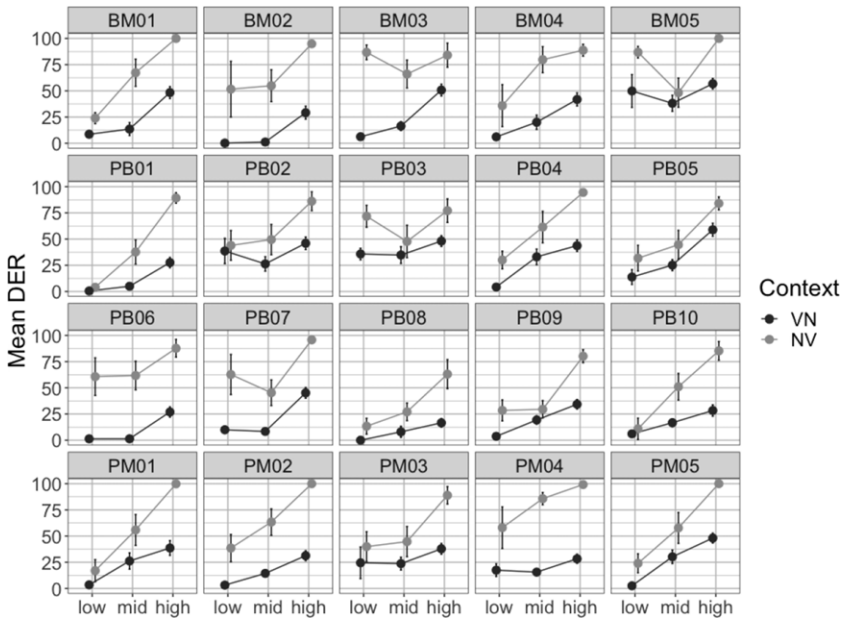 BM01 BM02 BM03 BM04 BM05
100
75
50
25
0
PB01 PB02 PB03 PB04 PB05
100
75
50
25
0
Mean DER
Context
VN
NV
PB06 PB07 PB08 PB09 PB10
100
75
50
25
0
PM01 PM02 PM03 PM04 PM05
100
75
50
25
0
low mid high low mid high low mid high low mid high low mid high